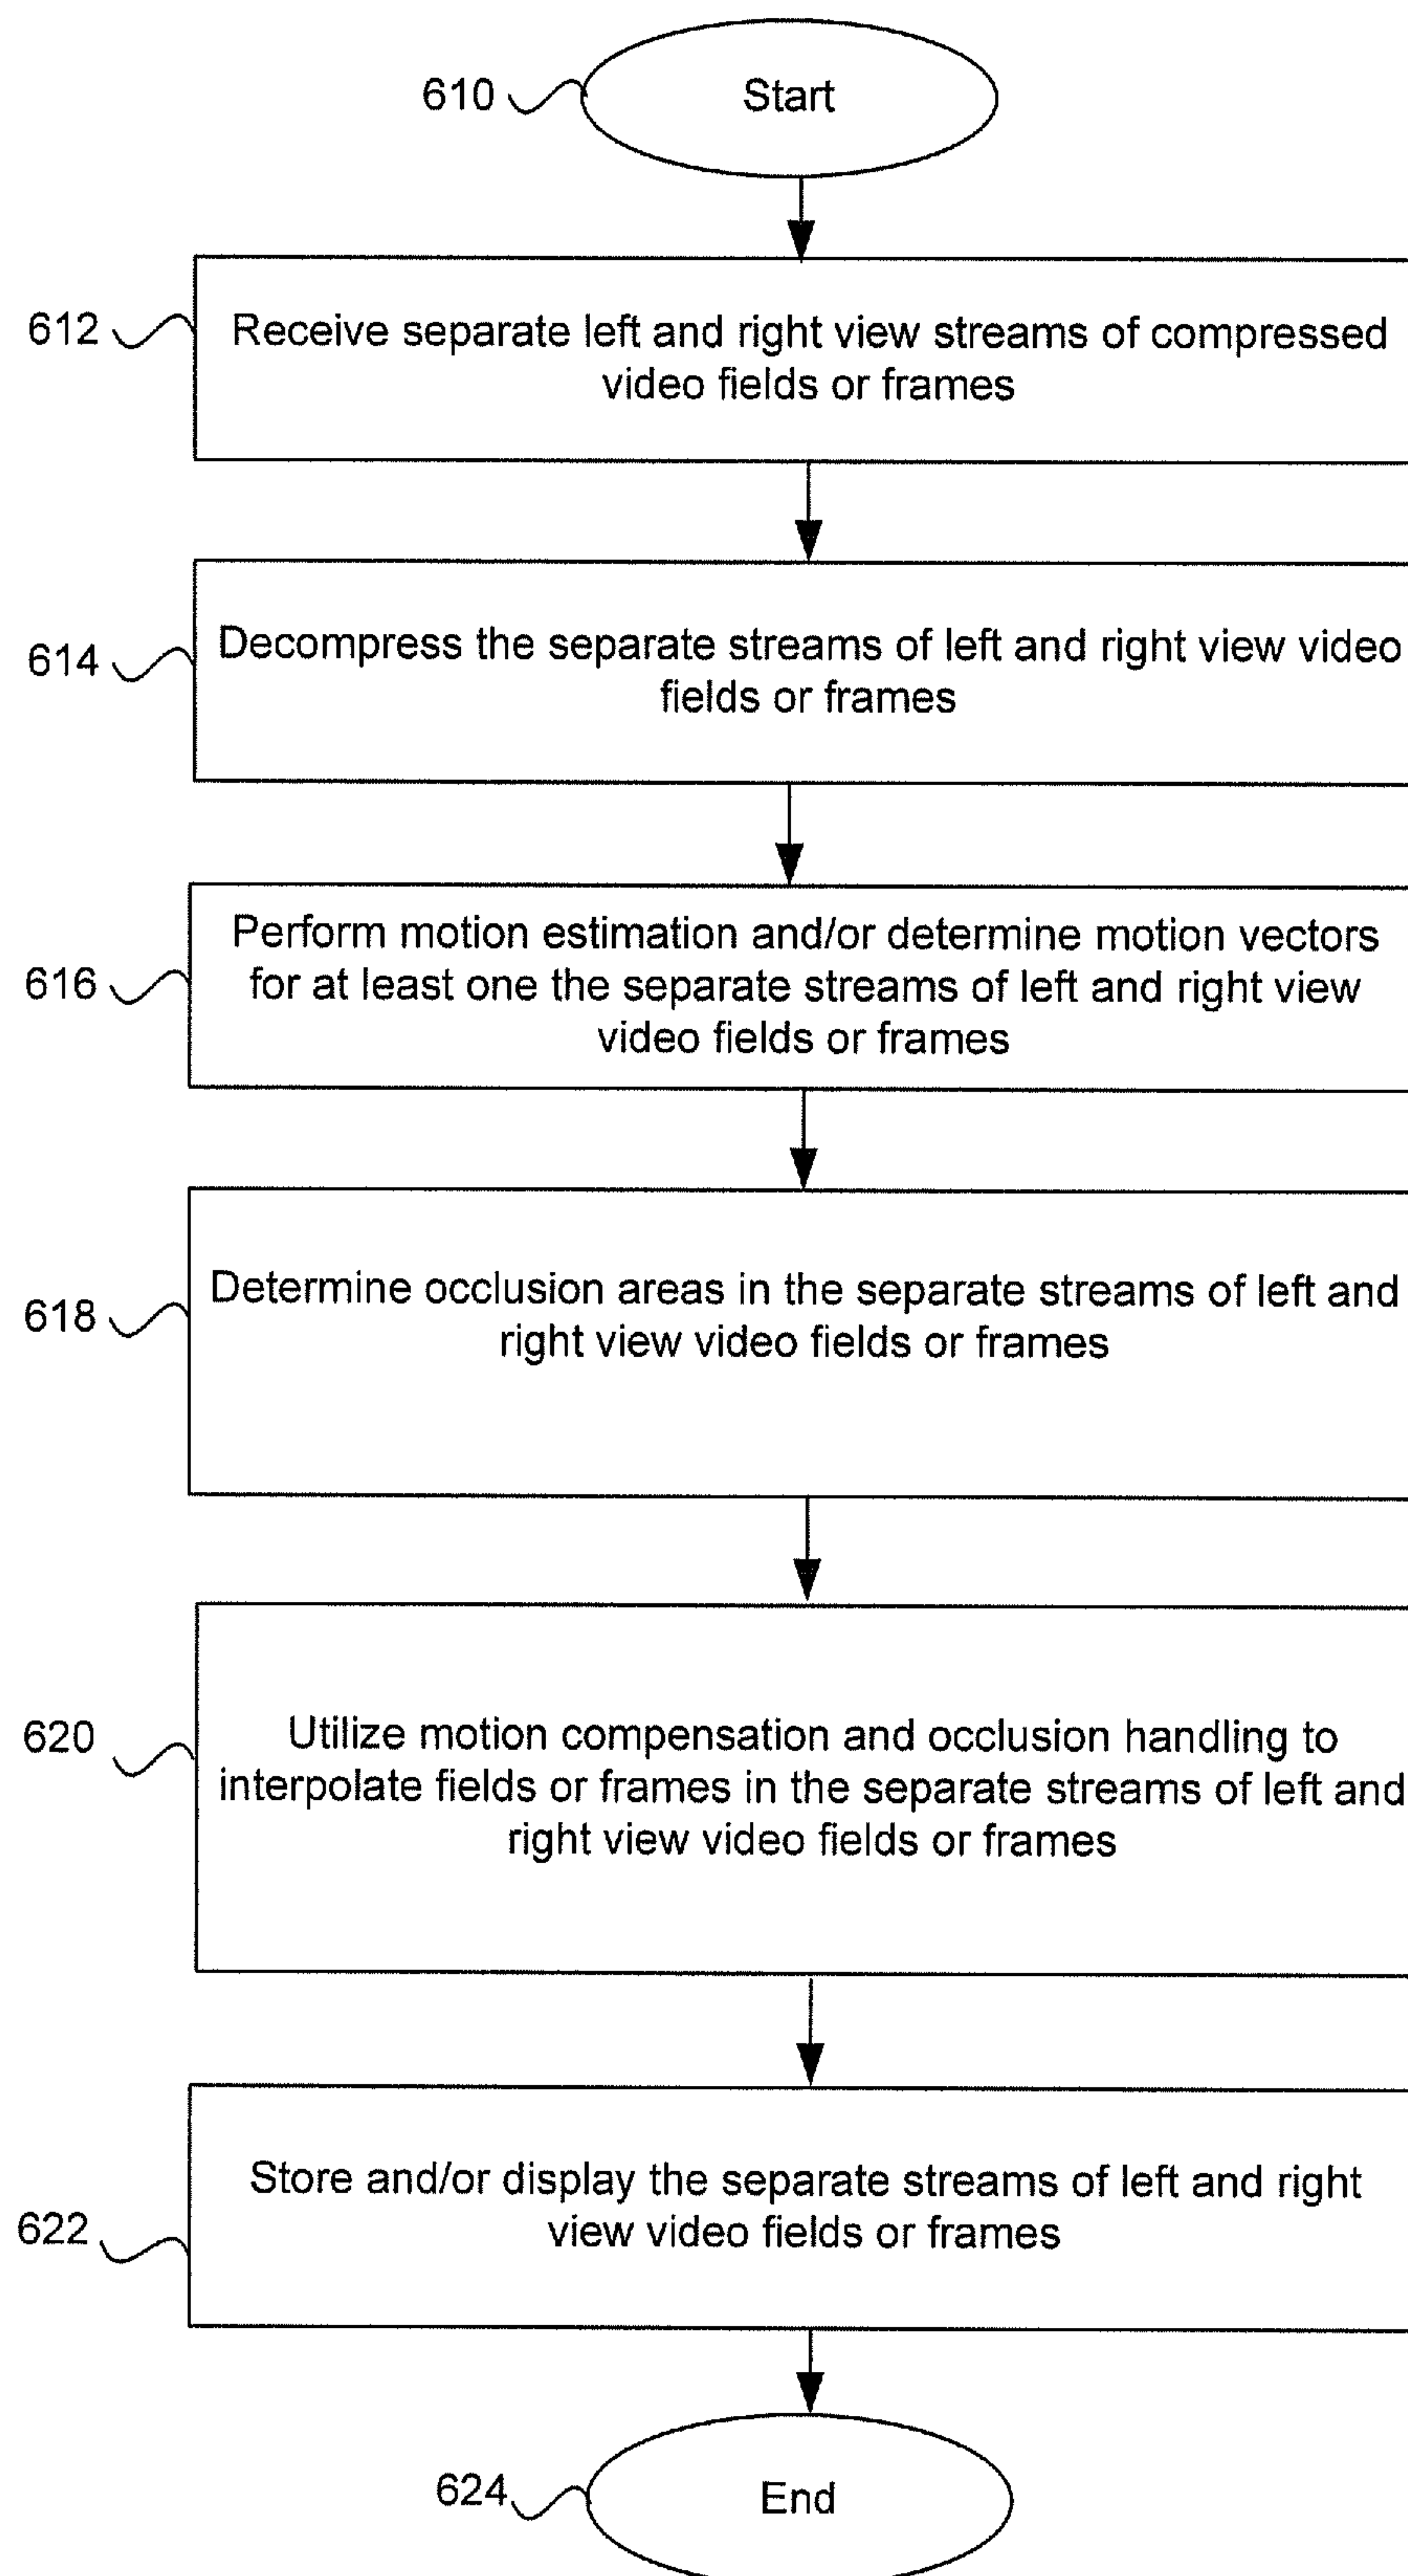 610 Start
612 Receive separate left and right view streams of compressed
video fields or frames
614 Decompress the separate streams of left and right view video
fields or frames
Perform motion estimation and/or determine motion vectors
616 for at least one the separate streams of left and right view
video fields or frames
618 Determine occlusion areas in the separate streams of left and
right view video fields or frames
620 Utilize motion compensation and occlusion handling to
interpolate fields or frames in the separate streams of left and
right view video fields or frames
Store and/or display the separate streams of left and right
622 view video fields or frames
624 End